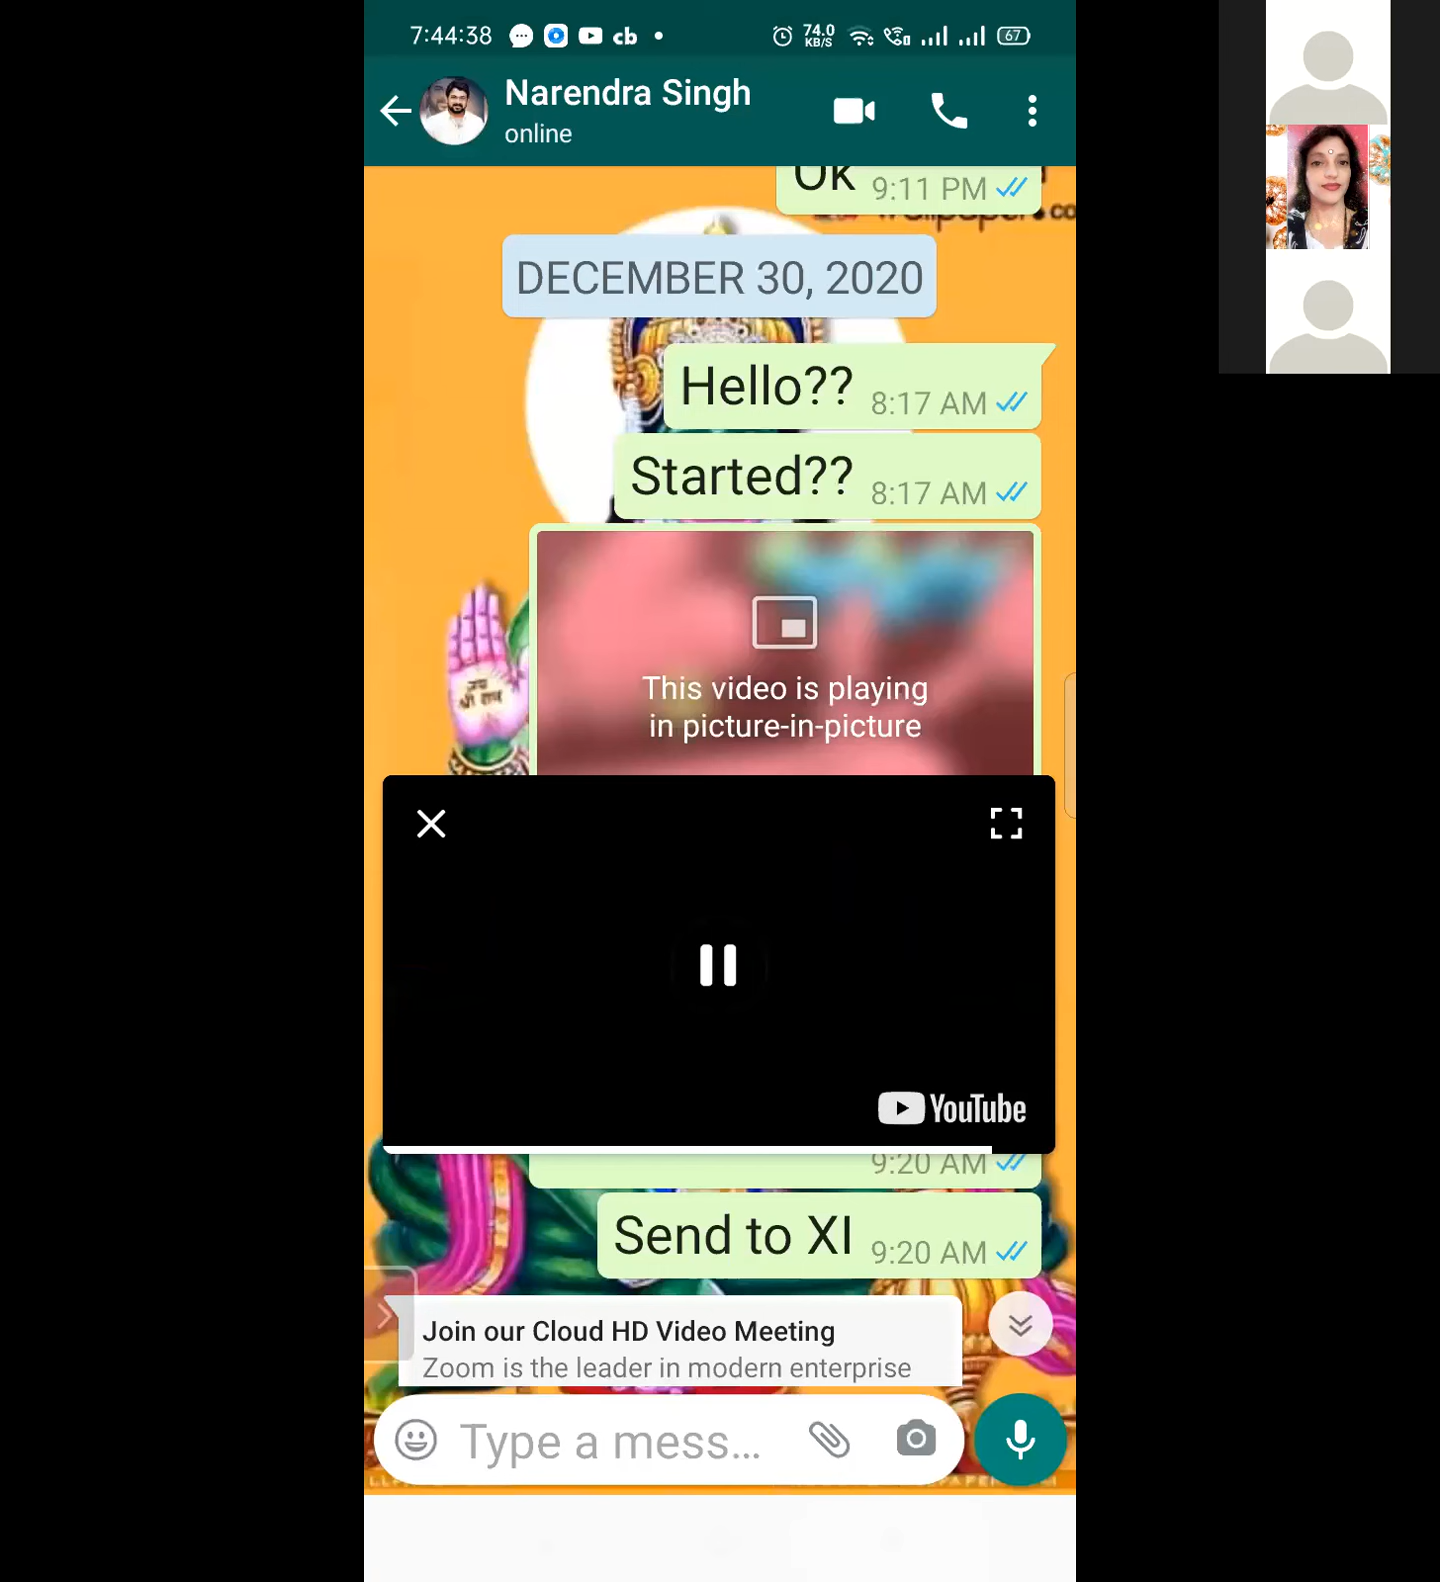 7:44:38 cb 74.0 KB/S 67
Narendra Singh
online
Ok 9:11 PM
DECEMBER 30, 2020
Hello?? 8:17 AM
Started?? 8:17 AM
This video is playing
in picture-in-picture
जय
श्री राम
YouTube
9:20 AM
Send to XI 9:20 AM
Join our Cloud HD Video Meeting
Zoom is the leader in modern enterprise
Type a mess...